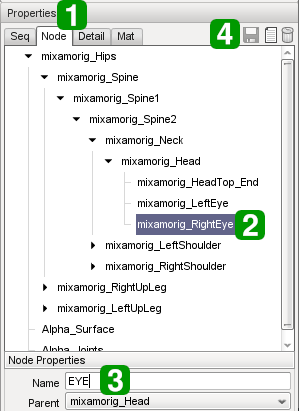 Properties 1
Seq Node Detail Mat 4
mixamorig_Hips
mixamorig_Spine
mixamorig_Spine1
mixamorig_Spine2
mixamorig_Neck
mixamorig_Head
mixamorig_HeadTop_End
mixamorig_LeftEye
mixamorig_RightEye 2
mixamorig_LeftShoulder
mixamorig_RightShoulder
mixamorig_RightUpLeg
mixamorig_LeftUpLeg
Alpha_Surface
Alpha_Joints
Node Properties
Name EYE 3
Parent mixamorig_Head